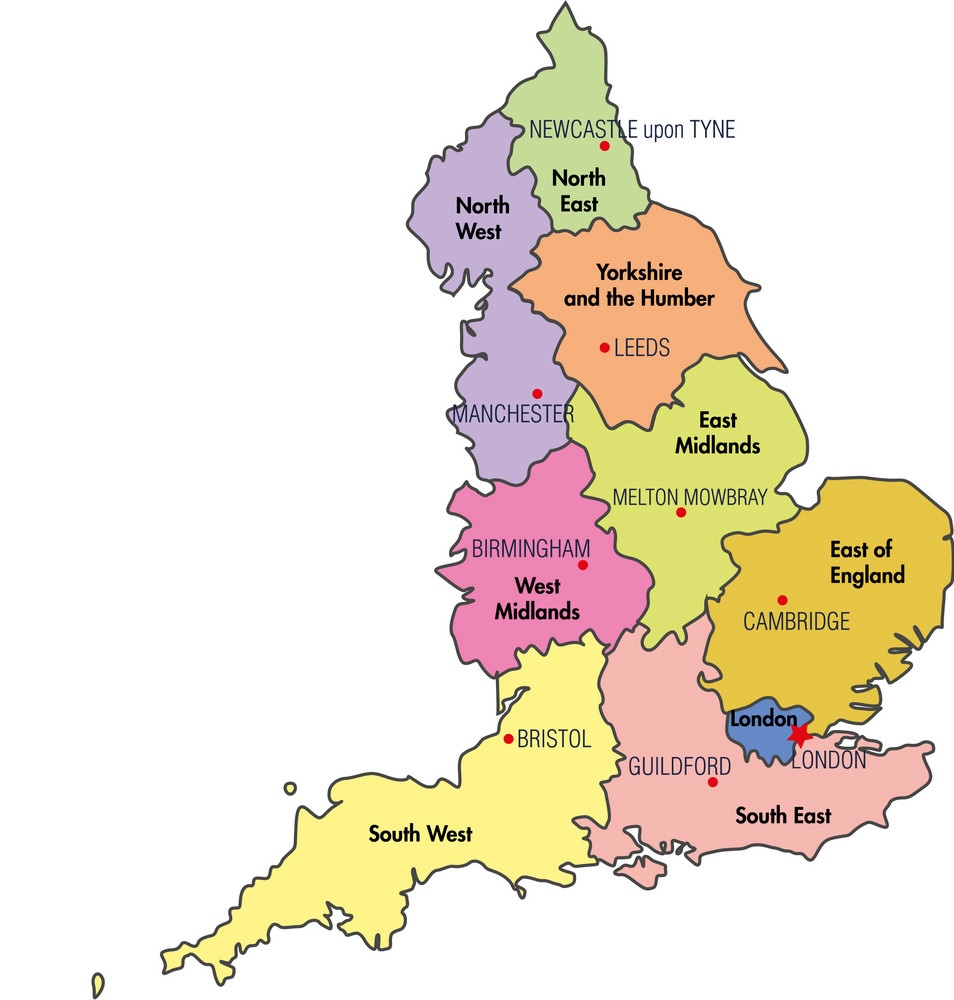 NEWCASTLE upon TYNE
North
East
North
West
Yorkshire
and the Humber
LEEDS
MANCHESTER
East
Midlands
MELTON MOWBRAY
BIRMINGHAM
West
Midlands
East of
England
CAMBRIDGE
London
BRISTOL
LONDON
GUILDFORD
South East
South West